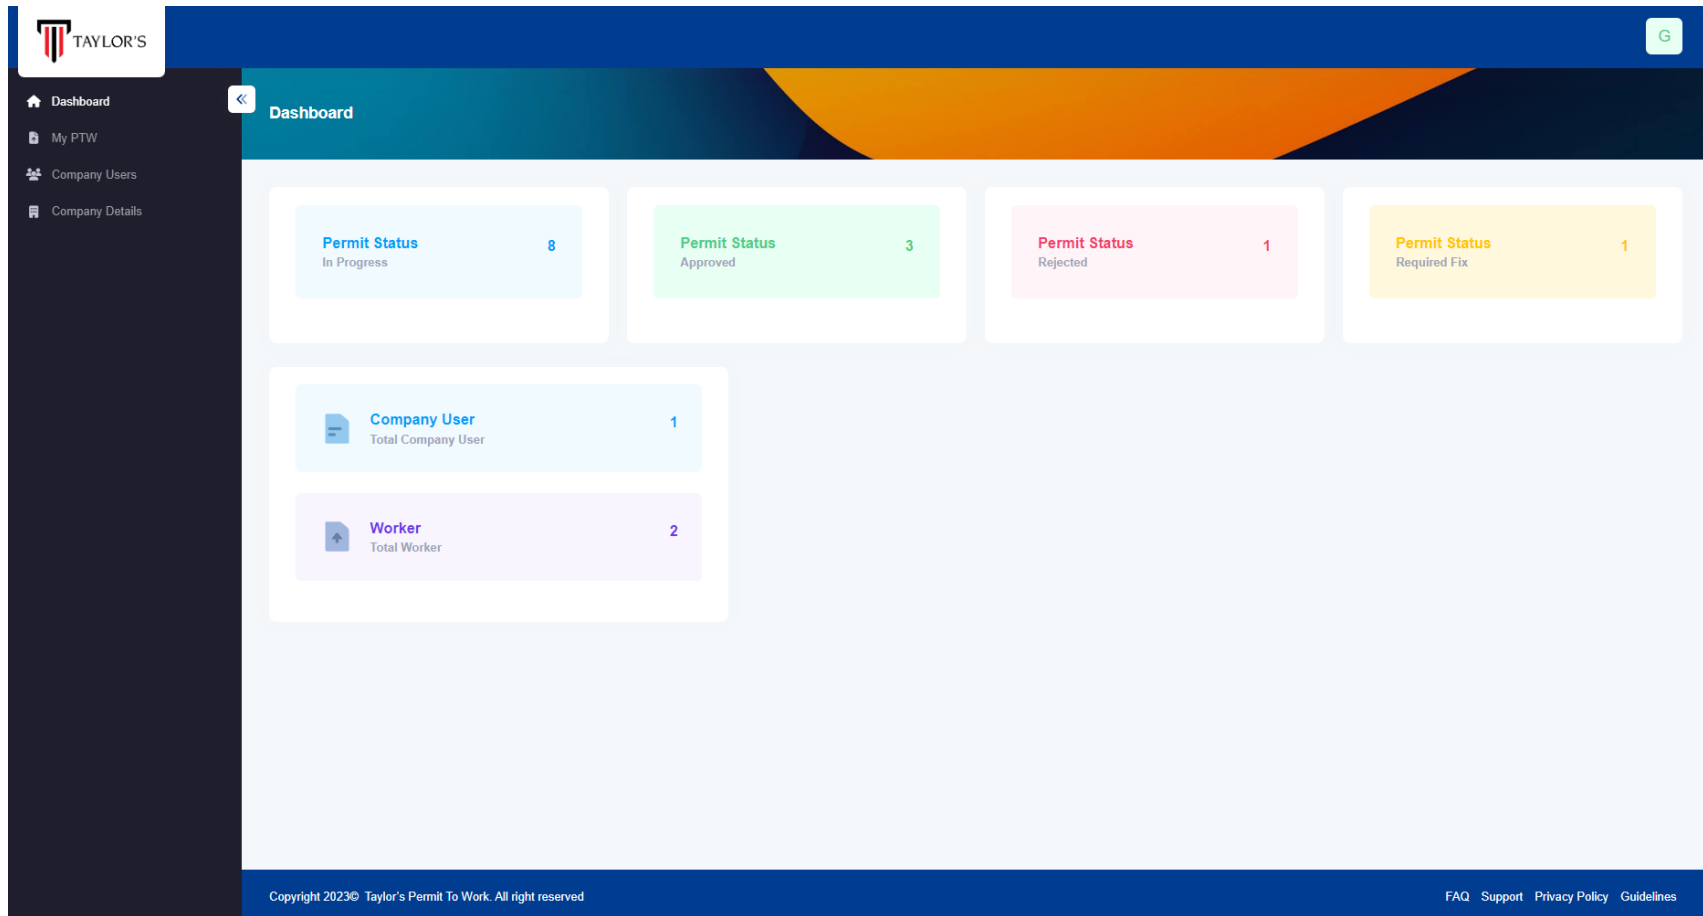 TAYLOR'S
G
Dashboard
My PTW
Company Users
Company Details
Dashboard
Permit Status 8
In Progress
Permit Status 3
Approved
Permit Status 1
Rejected
Permit Status 1
Required Fix
Company User 1
Total Company User
Worker 2
Total Worker
Copyright 2023© Taylor's Permit To Work. All right reserved
FAQ Support Privacy Policy Guidelines